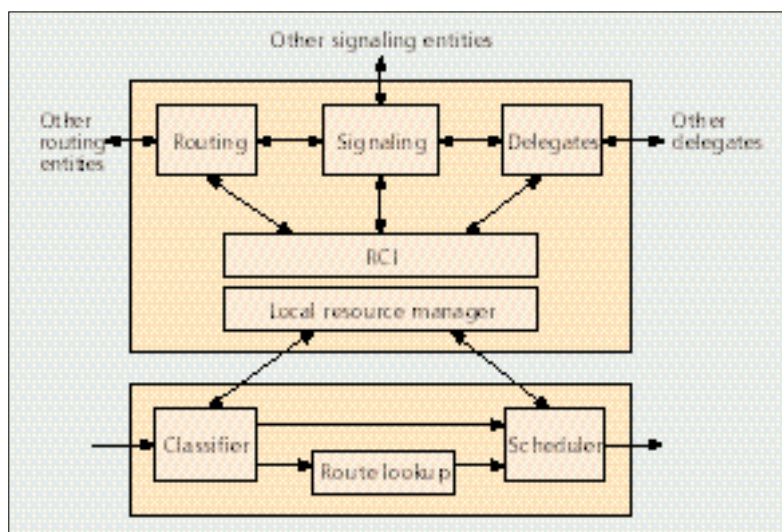 Other signaling entities
Other
routing
entities
Routing
Signaling
Delegates
Other
delegates
RCI
Local resource manager
Classifier
Route lookup
Scheduler